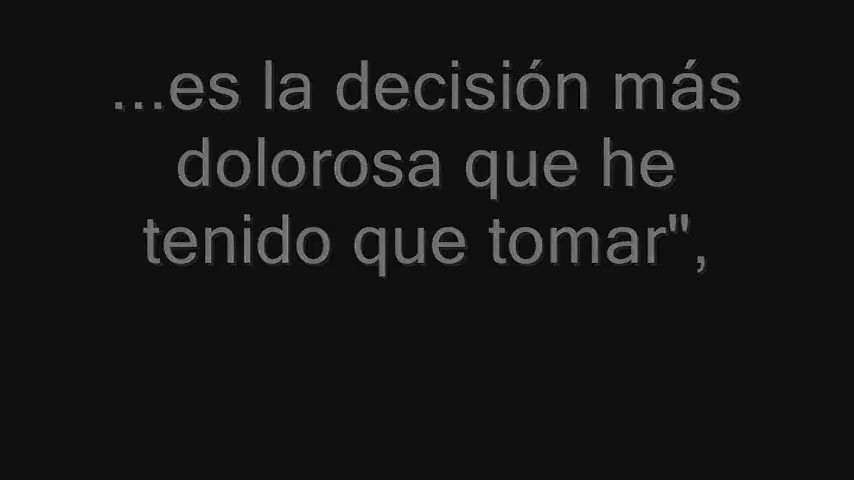 ...es la decisión más
dolorosa que he
tenido que tomar",